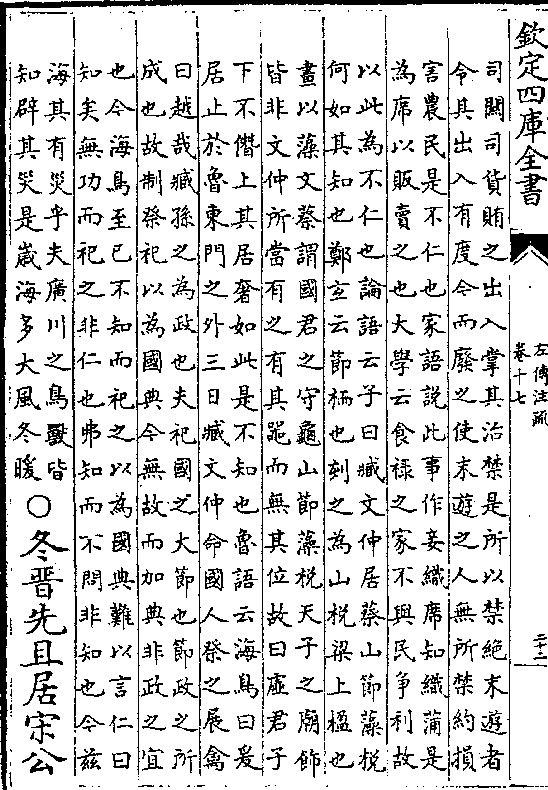 欽定四庫全書
左傳注疏
卷十七
二十二
司關司貨賄之出入掌其治禁是所以禁絶末遊者
令其出入有度今而廢之使末遊之人無所禁約損
害農民是不仁也家語説此事作妾織席知織蒲是
為席以販賣之也大學云食禄之家不與民争利故
以此為不仁也論語云子曰臧文仲居蔡山節藻梲
何如其知也鄭玄云節栭也刻之為山梲梁上楹也
畫以藻文蔡謂國君之守龜山節藻梲天子之廟飾
皆非文仲所當有之有其器而無其位故曰虚君子
下不僭上其居奢如此是不知也魯語云海鳥曰爰
居止於魯東門之外三日臧文仲命國人祭之展禽
曰越哉臧孫之為政也夫祀國之大節也節政之所
成也故制祭祀以為國典今無故而加典非政之宜
也今海鳥至已不知而祀之以為國典難以言仁曰
知矣無功而祀之非仁也弗知而不問非知也今兹
海其有災乎夫廣川之鳥獸皆
知辟其災是嵗海多大風冬暖
○冬晉先且居宋公